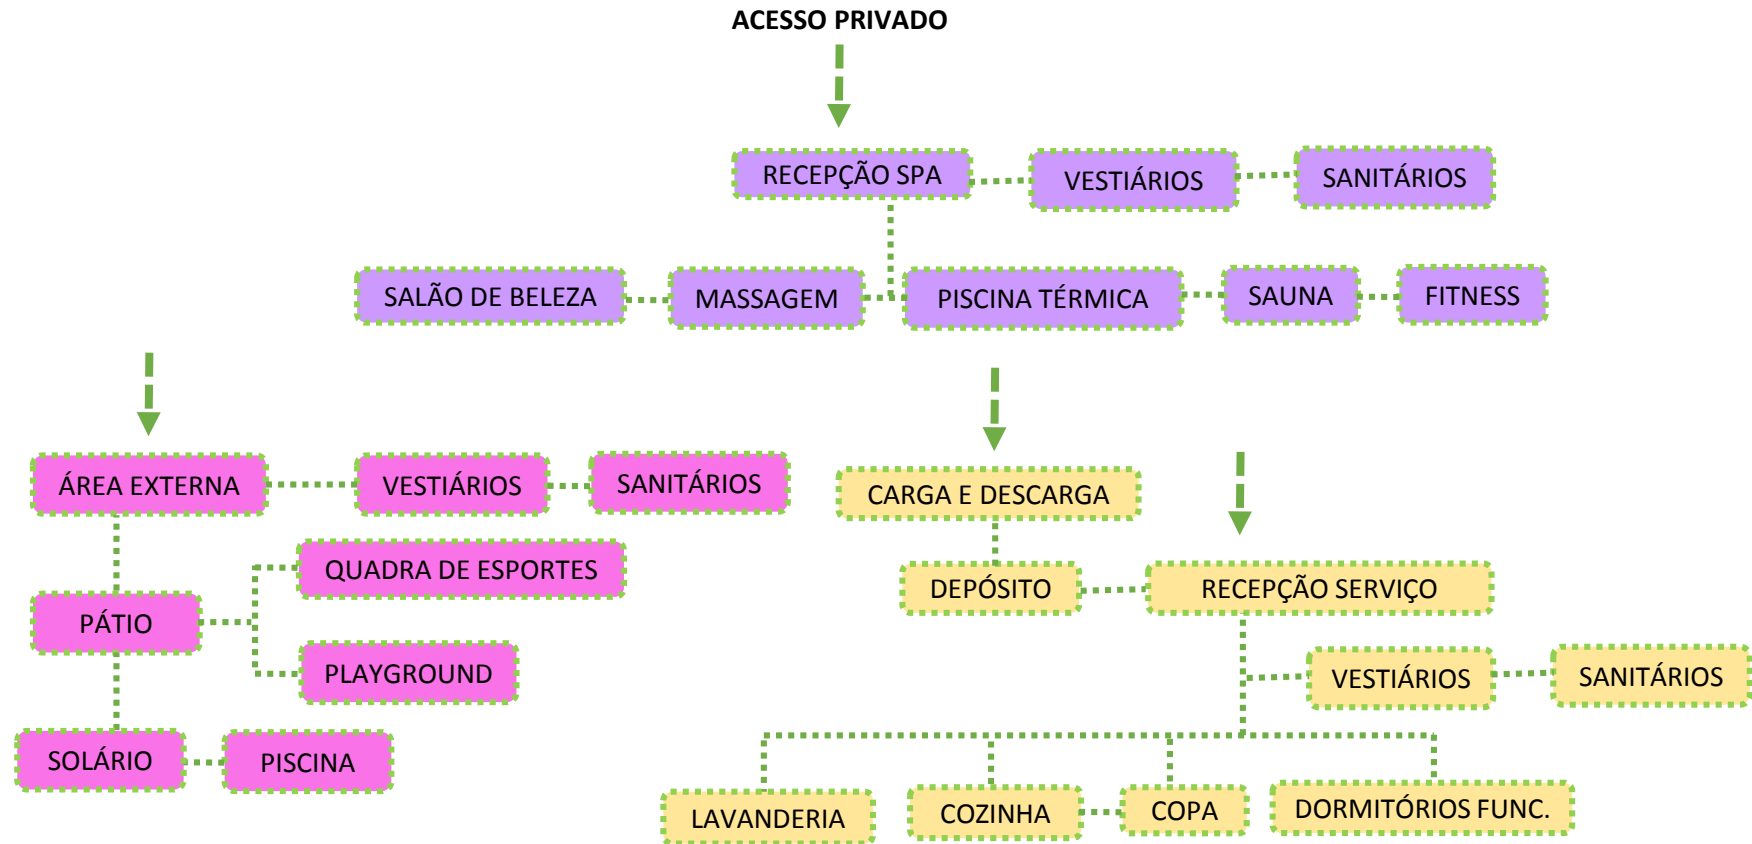 ACESSO PRIVADO
RECEPÇÃO SPA
VESTIÁRIOS
SANITÁRIOS
SALÃO DE BELEZA
MASSAGEM
PISCINA TÉRMICA
SAUNA
FITNESS
ÁREA EXTERNA
VESTIÁRIOS
SANITÁRIOS
QUADRA DE ESPORTES
PÁTIO
PLAYGROUND
SOLÁRIO
PISCINA
CARGA E DESCARGA
DEPÓSITO
RECEPÇÃO SERVIÇO
VESTIÁRIOS
SANITÁRIOS
LAVANDERIA
COZINHA
COPA
DORMITÓRIOS FUNC.